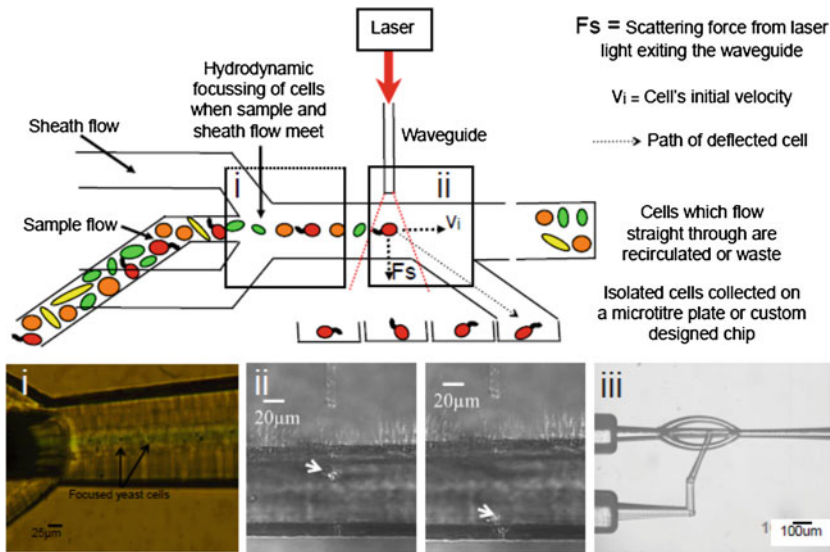 Laser
Fs = Scattering force from laser
light exiting the waveguide
Hydrodynamic
focussing of cells
when sample and
sheath flow meet
Vi = Cell's initial velocity
Waveguide
Path of deflected cell
Sheath flow
i
ii
Sample flow
Vi
Fs
Cells which flow
straight through are
recirculated or waste
Isolated cells collected on
a microtitre plate or custom
designed chip
i
Focused yeast cells
25µm
ii
20µm
20µm
iii
100µm